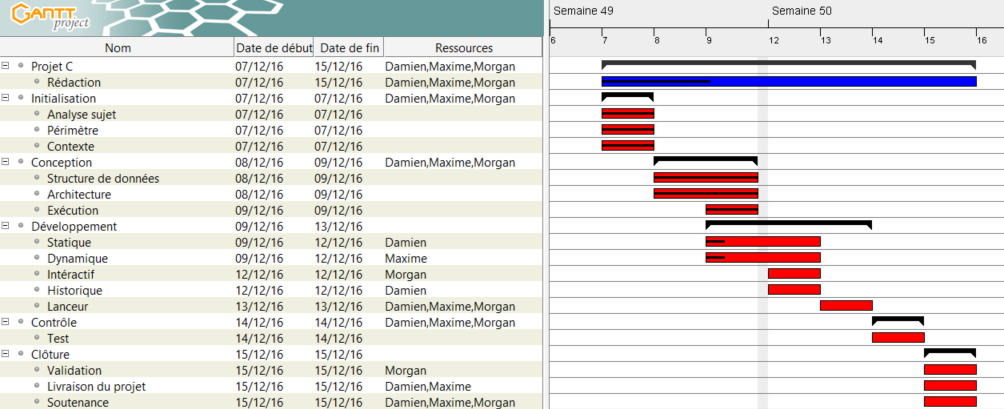 GANTT
project
Semaine 49 Semaine 50
6 7 8 9 12 13 14 15 16
Nom Date de début Date de fin Ressources
Projet C 07/12/16 15/12/16 Damien,Maxime,Morgan
Rédaction 07/12/16 15/12/16 Damien,Maxime,Morgan
Initialisation 07/12/16 07/12/16 Damien,Maxime,Morgan
Analyse sujet 07/12/16 07/12/16
Périmètre 07/12/16 07/12/16
Contexte 07/12/16 07/12/16
Conception 08/12/16 09/12/16 Damien,Maxime,Morgan
Structure de données 08/12/16 09/12/16
Architecture 08/12/16 09/12/16
Exécution 09/12/16 09/12/16
Développement 09/12/16 13/12/16
Statique 09/12/16 12/12/16 Damien
Dynamique 09/12/16 12/12/16 Maxime
Intéractif 12/12/16 12/12/16 Morgan
Historique 12/12/16 12/12/16 Damien
Lanceur 13/12/16 13/12/16 Damien,Maxime,Morgan
Contrôle 14/12/16 14/12/16 Damien,Maxime,Morgan
Test 14/12/16 14/12/16
Clôture 15/12/16 15/12/16
Validation 15/12/16 15/12/16 Morgan
Livraison du projet 15/12/16 15/12/16 Damien,Maxime
Soutenance 15/12/16 15/12/16 Damien,Maxime,Morgan